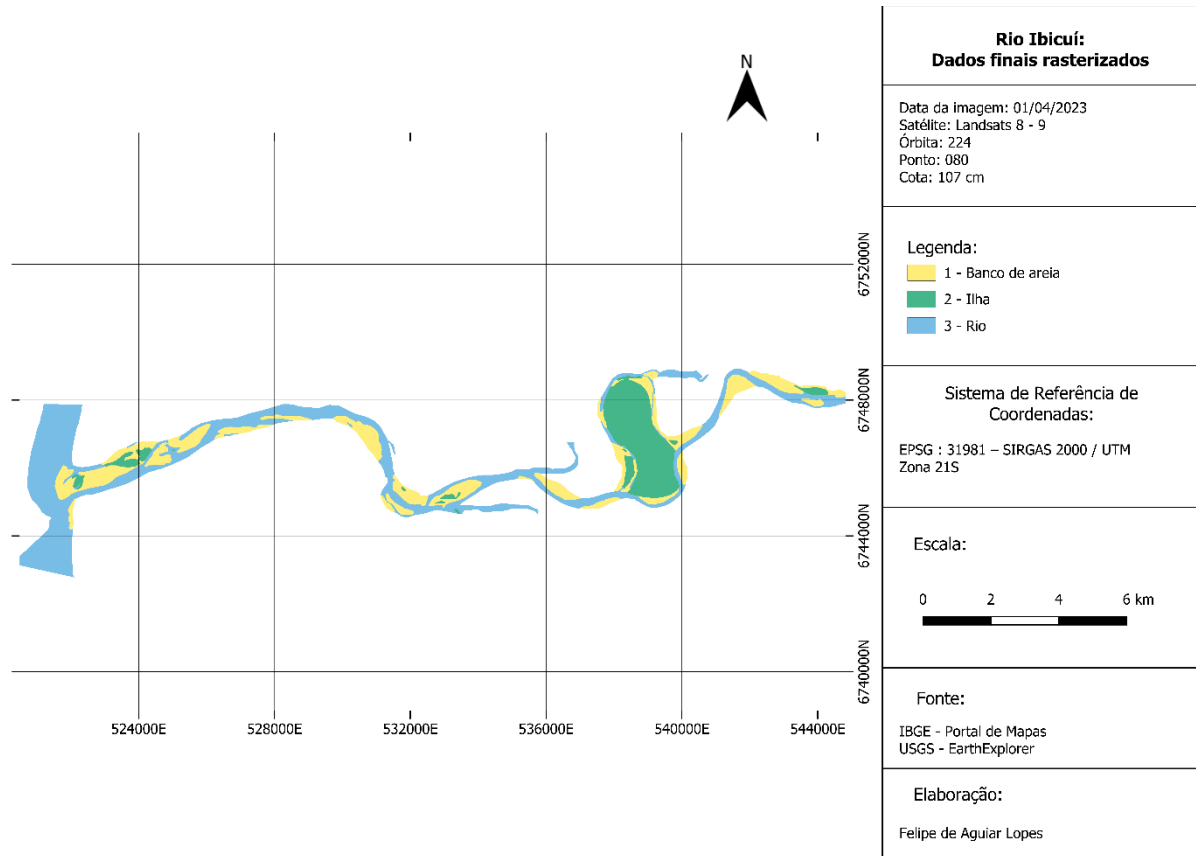 N
6752000N
6748000N
6744000N
6740000N
524000E
528000E
532000E
536000E
540000E
544000E
Rio Ibicuí:
Dados finais rasterizados
Data da imagem: 01/04/2023
Satélite: Landsats 8 - 9
Órbita: 224
Ponto: 080
Cota: 107 cm
Legenda:
1 - Banco de areia
2 - Ilha
3 - Rio
Sistema de Referência de
Coordenadas:
EPSG : 31981 – SIRGAS 2000 / UTM
Zona 21S
Escala:
0 2 4 6 km
Fonte:
IBGE - Portal de Mapas
USGS - EarthExplorer
Elaboração:
Felipe de Aguiar Lopes